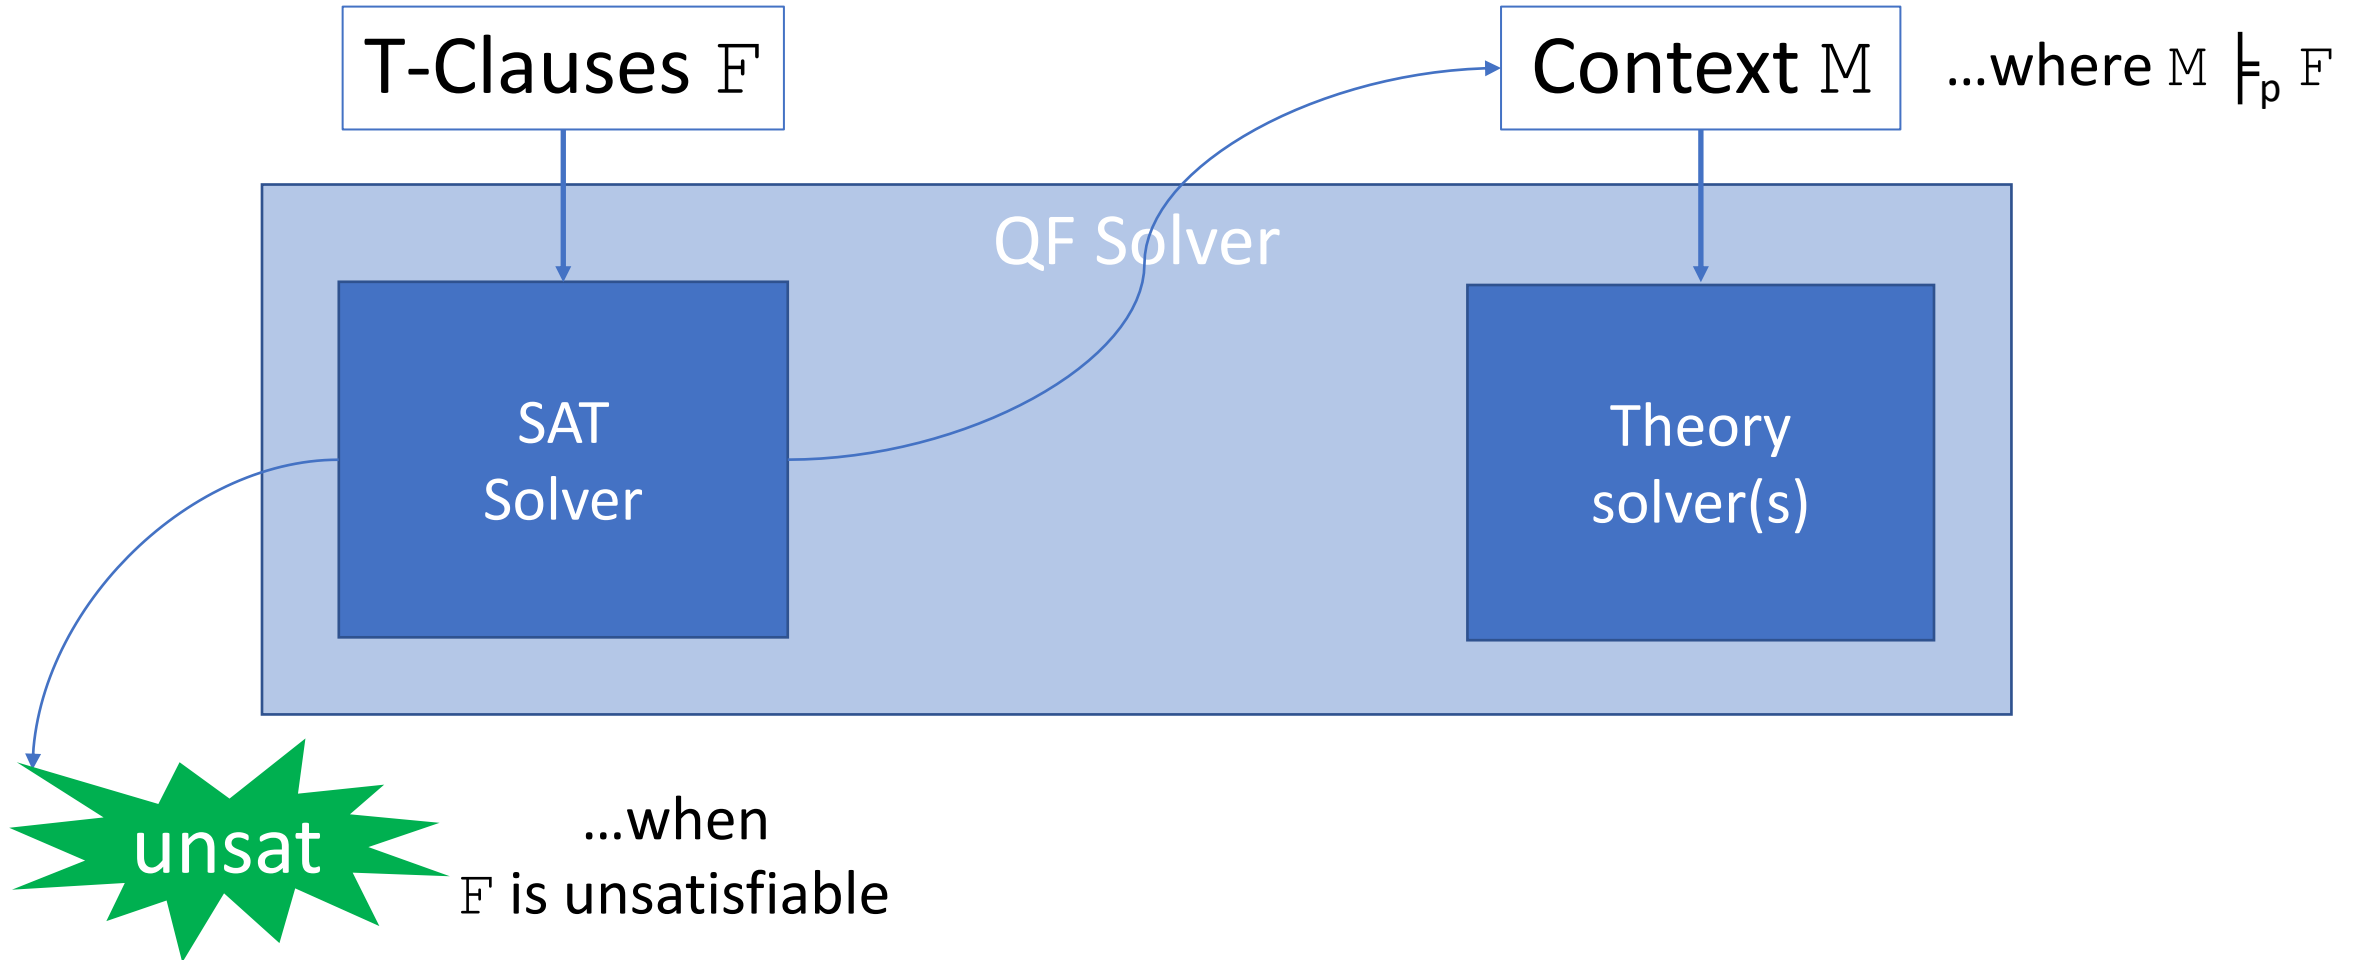 T-Clauses F
Context M
...where M ⊨p F
QF Solver
SAT
Solver
Theory
solver(s)
unsat
...when
F is unsatisfiable